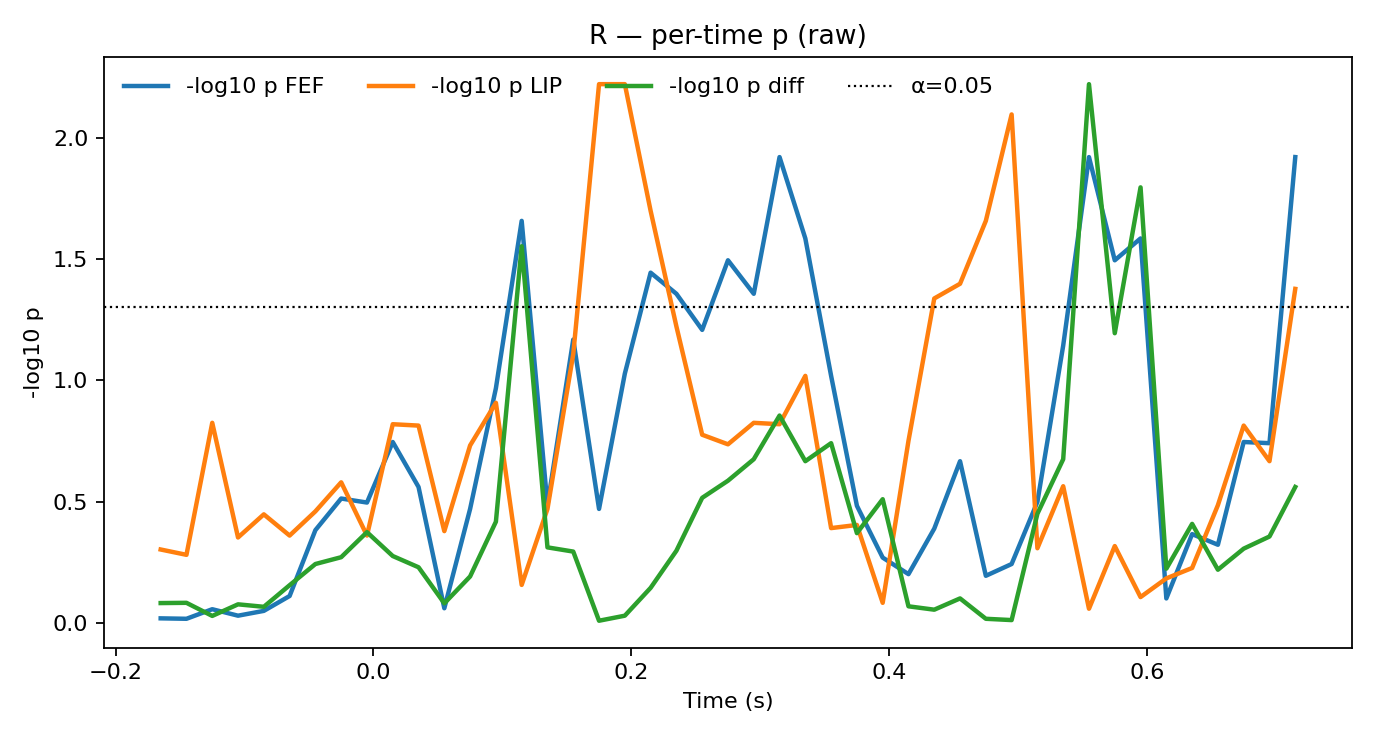 R — per-time p (raw)
-log10 p FEF
-log10 p LIP
-log10 p diff
α=0.05
-log10 p
2.0
1.5
1.0
0.5
0.0
−0.2
0.0
0.2
0.4
0.6
Time (s)